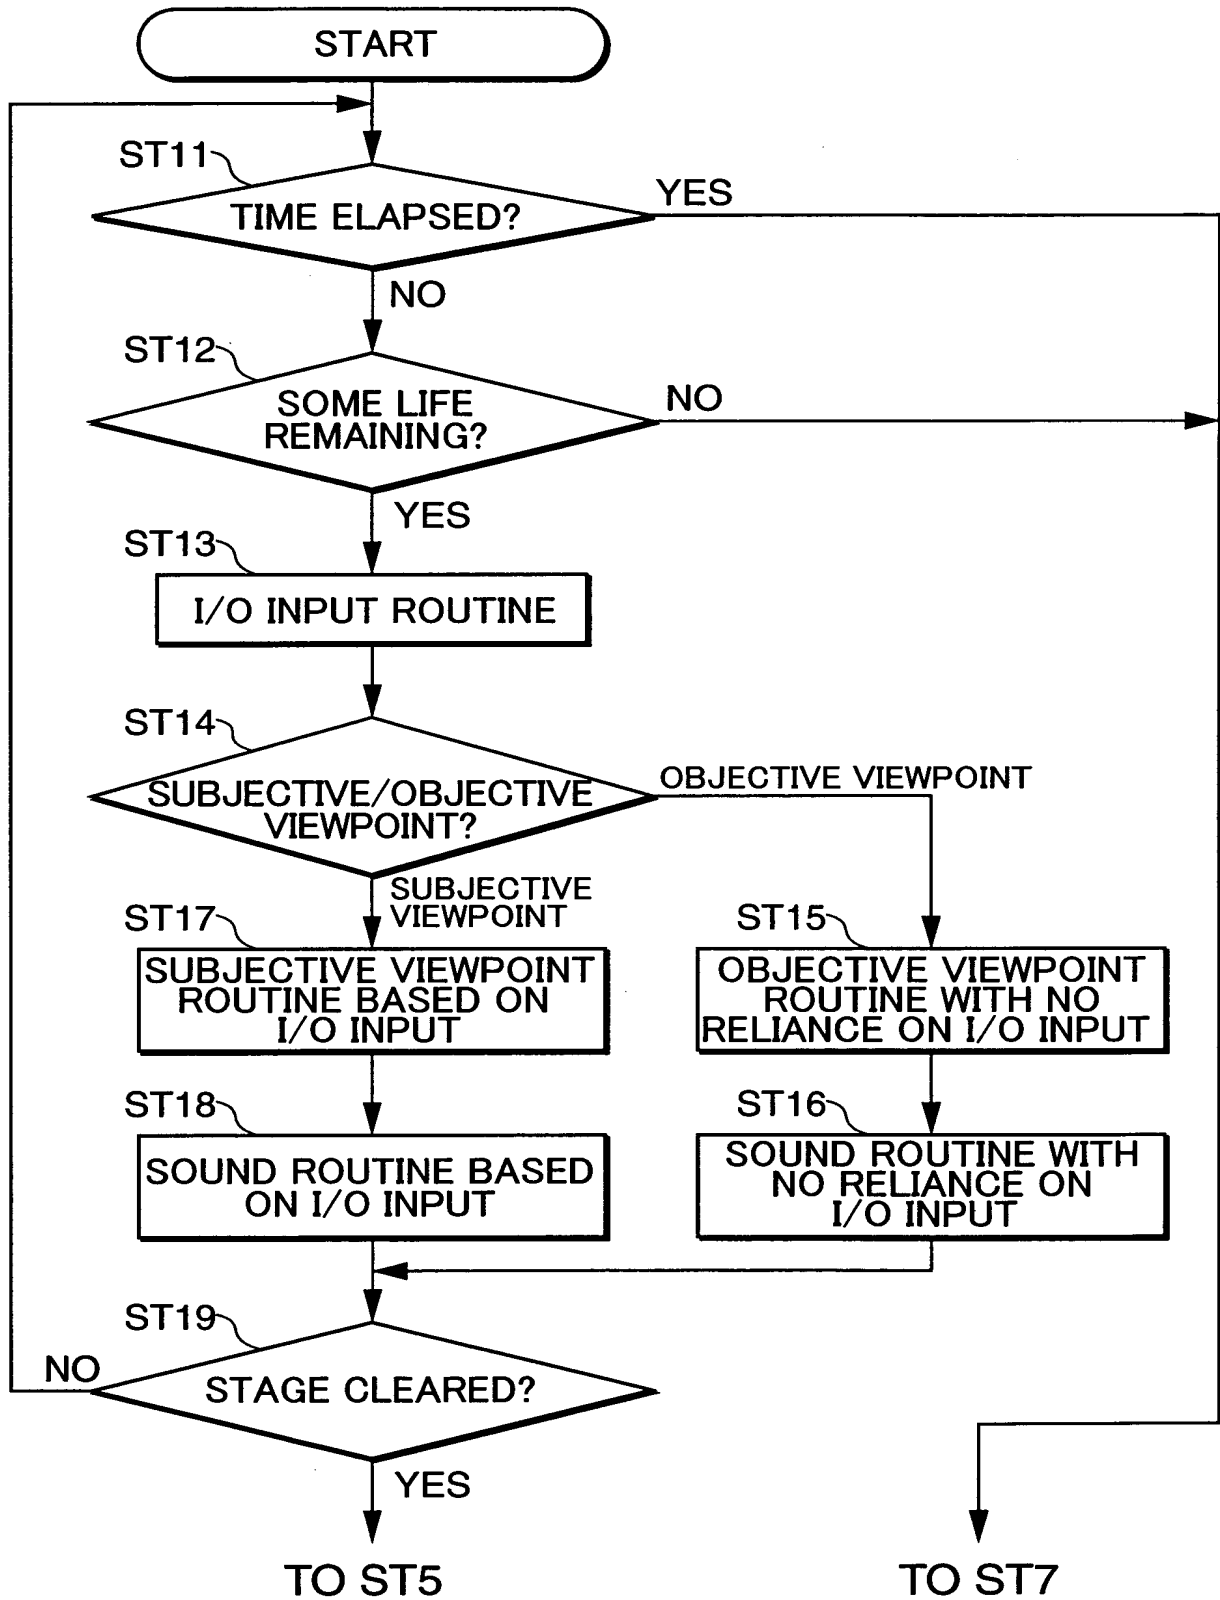 START
ST11
YES
TIME ELAPSED?
NO
ST12
SOME LIFE
REMAINING?
NO
YES
ST13
I/O INPUT ROUTINE
ST14
SUBJECTIVE/OBJECTIVE
VIEWPOINT?
OBJECTIVE VIEWPOINT
SUBJECTIVE
VIEWPOINT
ST17
SUBJECTIVE VIEWPOINT
ROUTINE BASED ON
I/O INPUT
ST15
OBJECTIVE VIEWPOINT
ROUTINE WITH NO
RELIANCE ON I/O INPUT
ST18
SOUND ROUTINE BASED
ON I/O INPUT
ST16
SOUND ROUTINE WITH
NO RELIANCE ON
I/O INPUT
ST19
NO
STAGE CLEARED?
YES
TO ST5
TO ST7